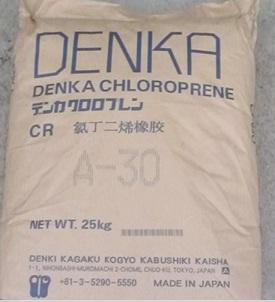 DENKA
DENKA CHLOROPRENE
デンカクロロプレン
CR 氯丁二烯橡胶
A-30
NET WT. 25kg
DENKI KAGAKU KOGYO KABUSHIKI KAISHA
1-1, NIHONBASHI-MUROMACHI 2-CHOME, CHUO-KU, TOKYO, JAPAN
+81-3-5290-5550 MADE IN JAPAN